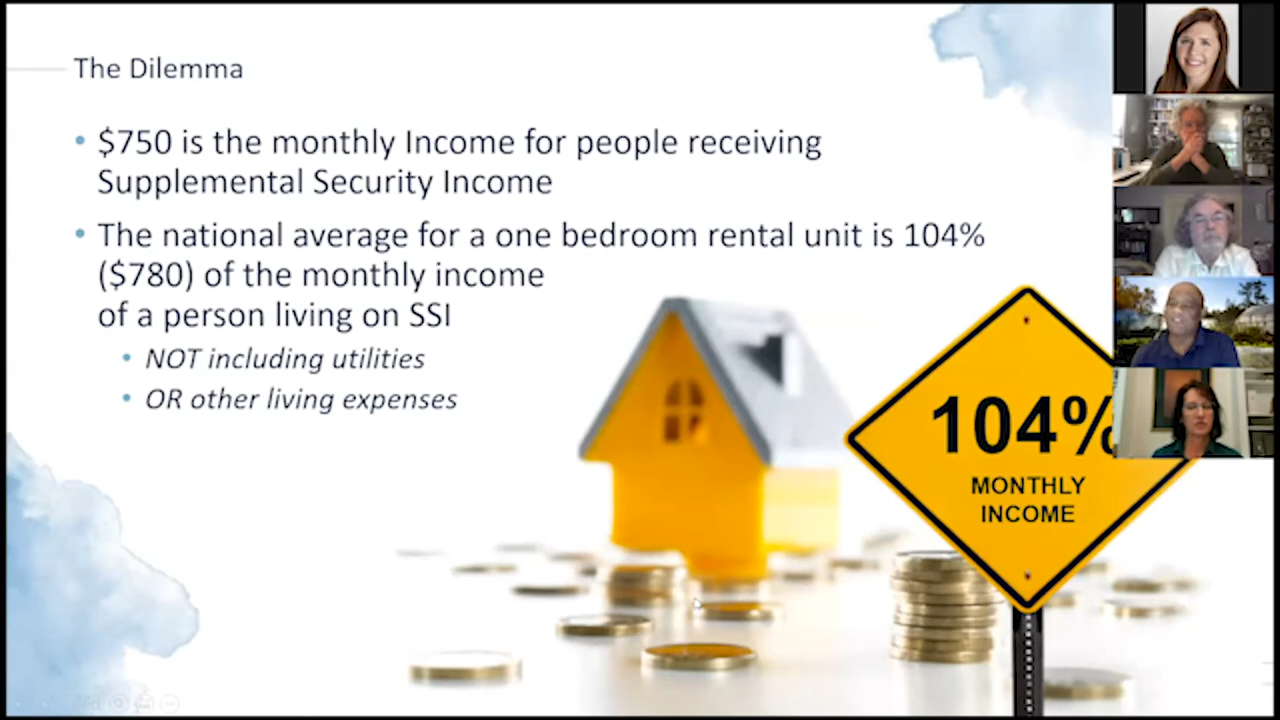 The Dilemma
• $750 is the monthly Income for people receiving
Supplemental Security Income
• The national average for a one bedroom rental unit is 104%
($780) of the monthly income
of a person living on SSI
• NOT including utilities
• OR other living expenses
104%
MONTHLY
INCOME